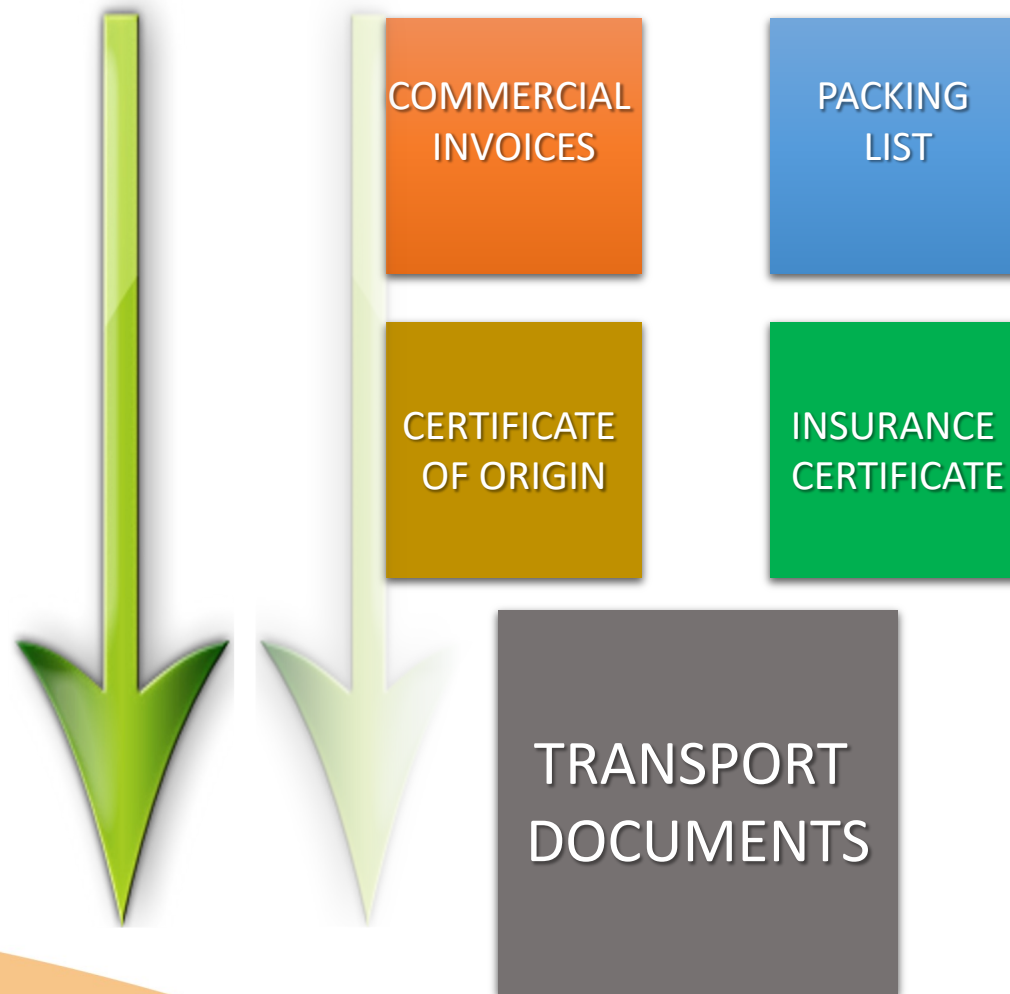 COMMERCIAL
INVOICES
PACKING
LIST
CERTIFICATE
OF ORIGIN
INSURANCE
CERTIFICATE
TRANSPORT
DOCUMENTS